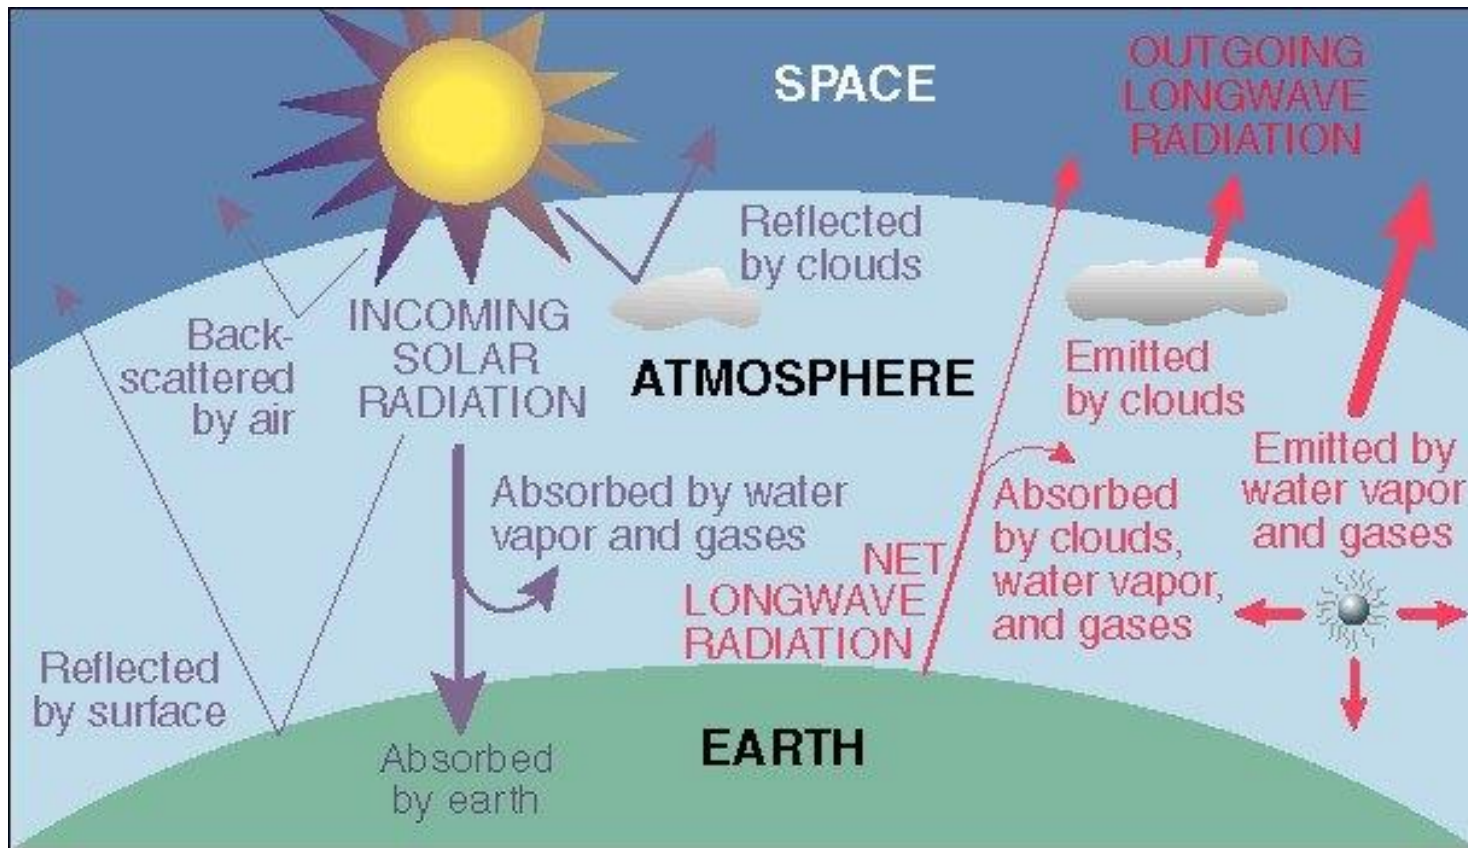 SPACE
OUTGOING
LONGWAVE
RADIATION
Reflected
by clouds
Back-
scattered
by air
INCOMING
SOLAR
RADIATION
ATMOSPHERE
Emitted
by clouds
Emitted by
water vapor
and gases
Absorbed by water
vapor and gases
Absorbed
by clouds,
water vapor,
and gases
NET
LONGWAVE
RADIATION
Reflected
by surface
EARTH
Absorbed
by earth